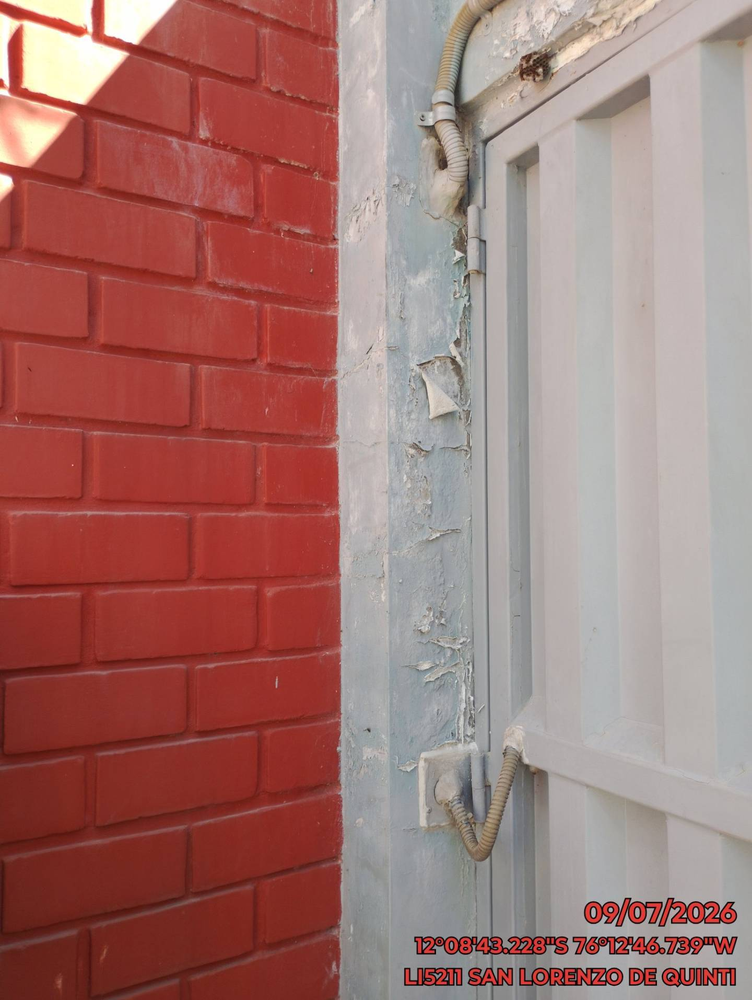 09/07/2026
12°08'43.228"S 76°12'46.739"W
LI5211 SAN LORENZO DE QUINTI